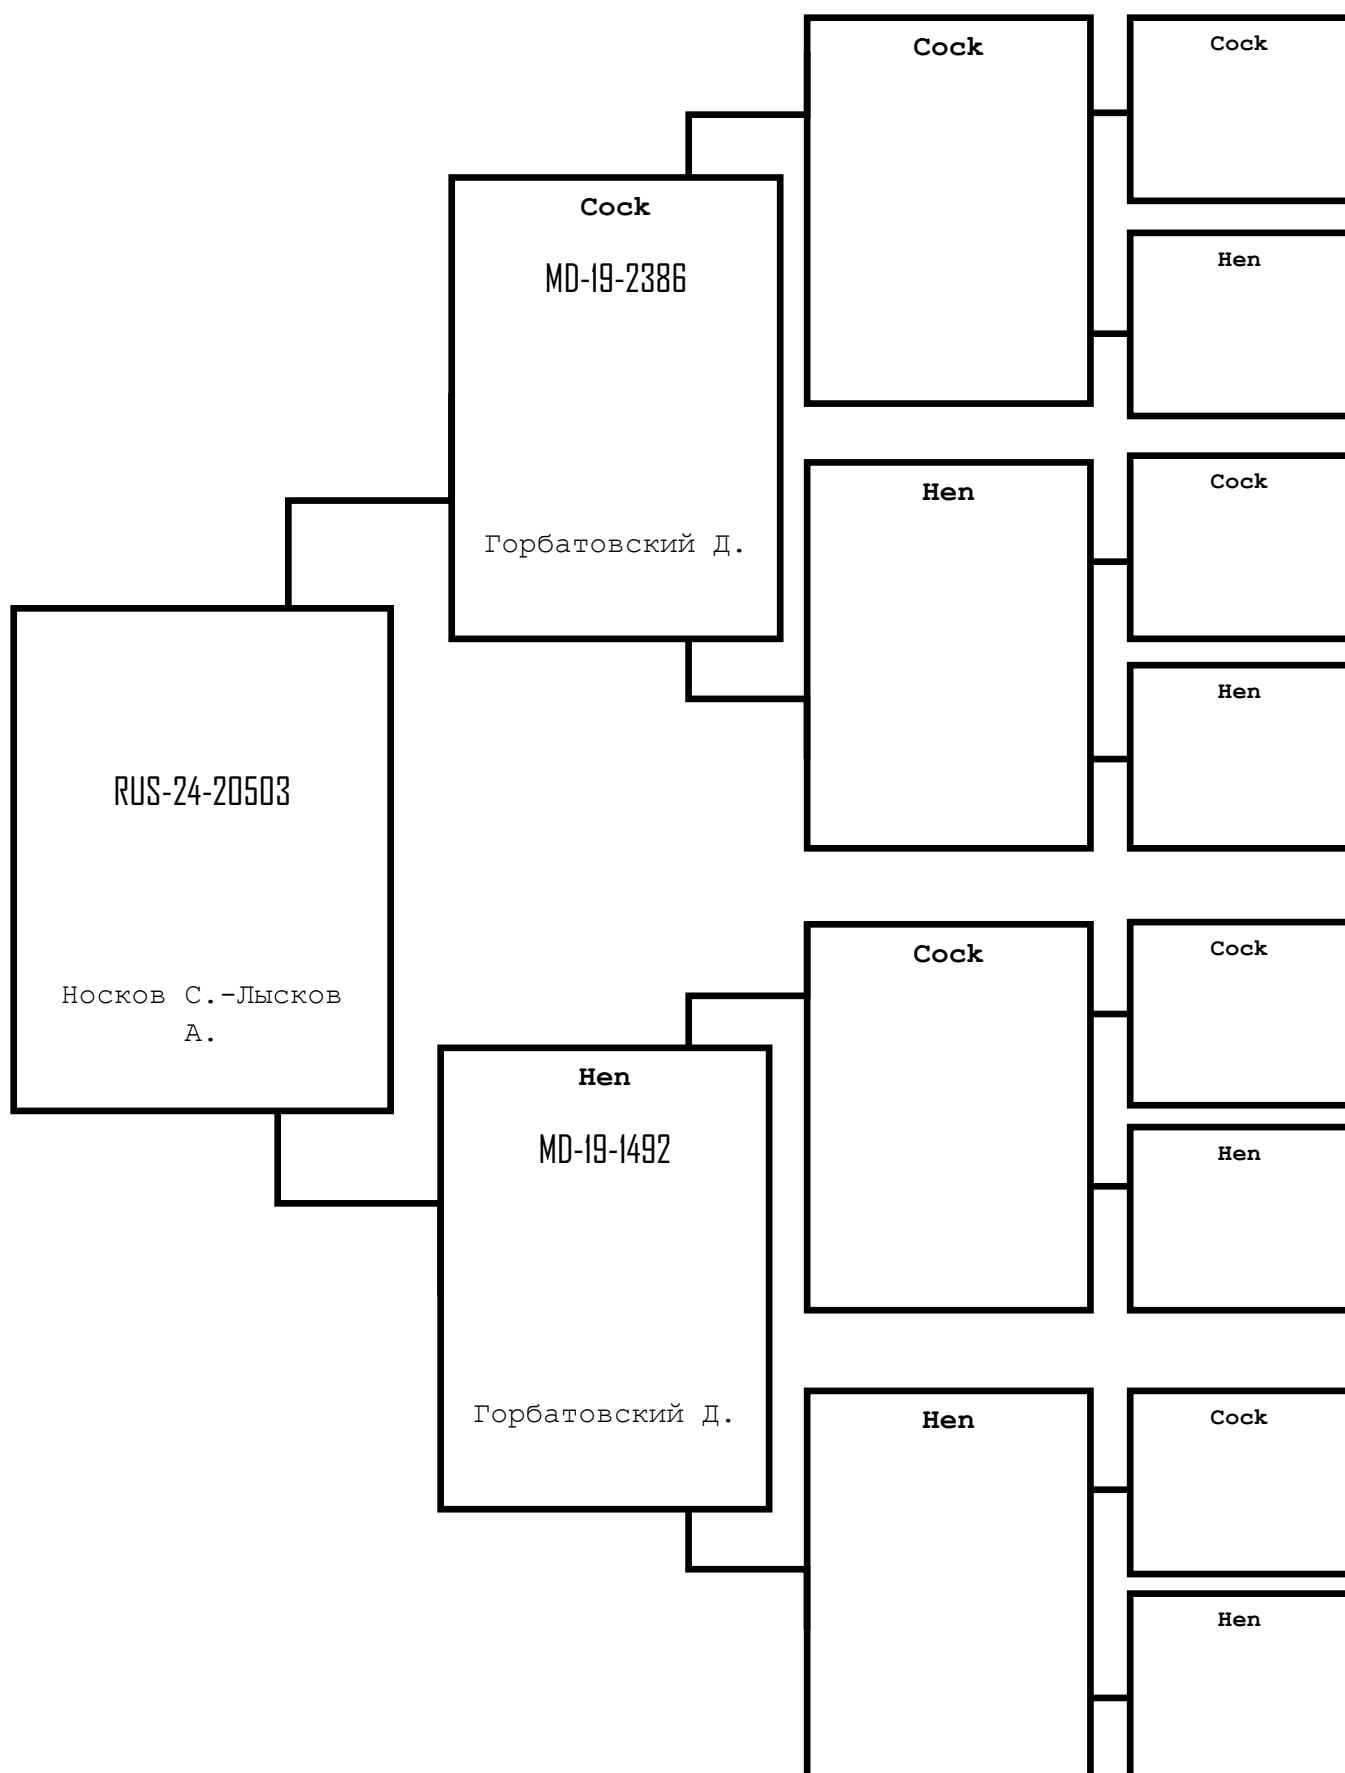 Cock
Cock
Cock
MD-19-2386
Горбатовский Д.
Hen
Hen
Cock
Hen
RUS-24-20503
Носков С.-Лысков
А.
Cock
Cock
Hen
MD-19-1492
Горбатовский Д.
Hen
Hen
Cock
Hen